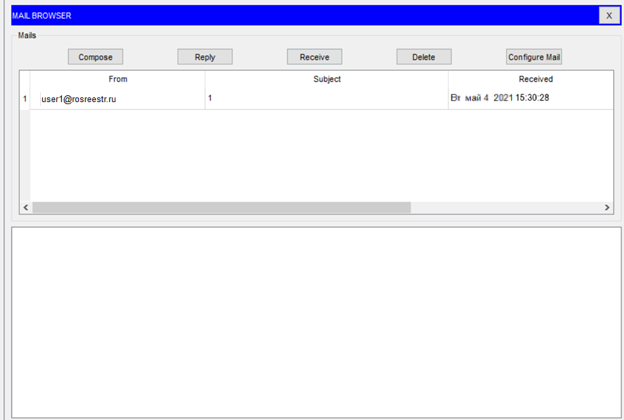 MAIL BROWSER X
Mails
Compose Reply Receive Delete Configure Mail
From Subject Received
1 user1@rosreestr.ru 1 Вт май 4 2021 15:30:28